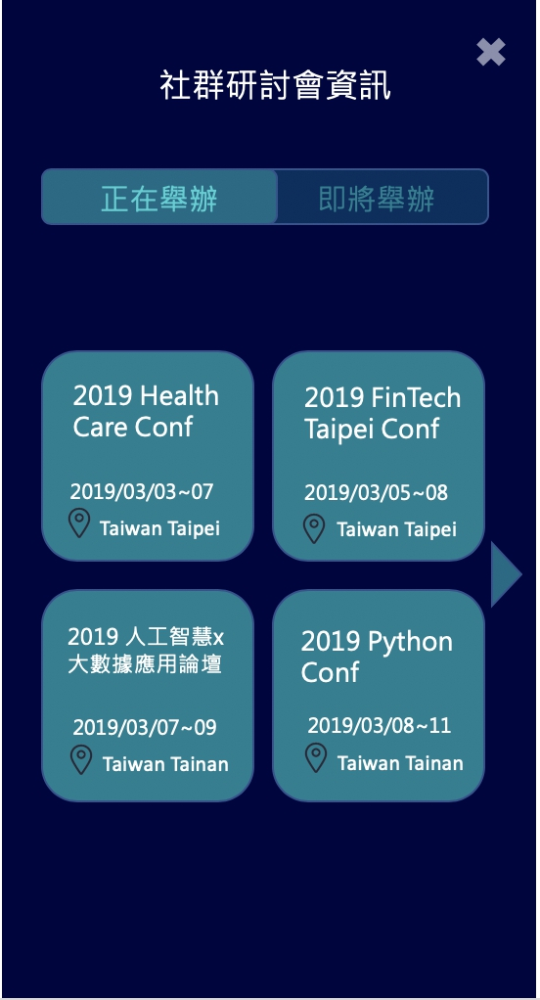 社群研討會資訊
正在舉辦
即將舉辦
2019 Health
Care Conf
2019/03/03~07
Taiwan Taipei
2019 FinTech
Taipei Conf
2019/03/05~08
Taiwan Taipei
2019 人工智慧x
大數據應用論壇
2019/03/07~09
Taiwan Tainan
2019 Python
Conf
2019/03/08~11
Taiwan Tainan